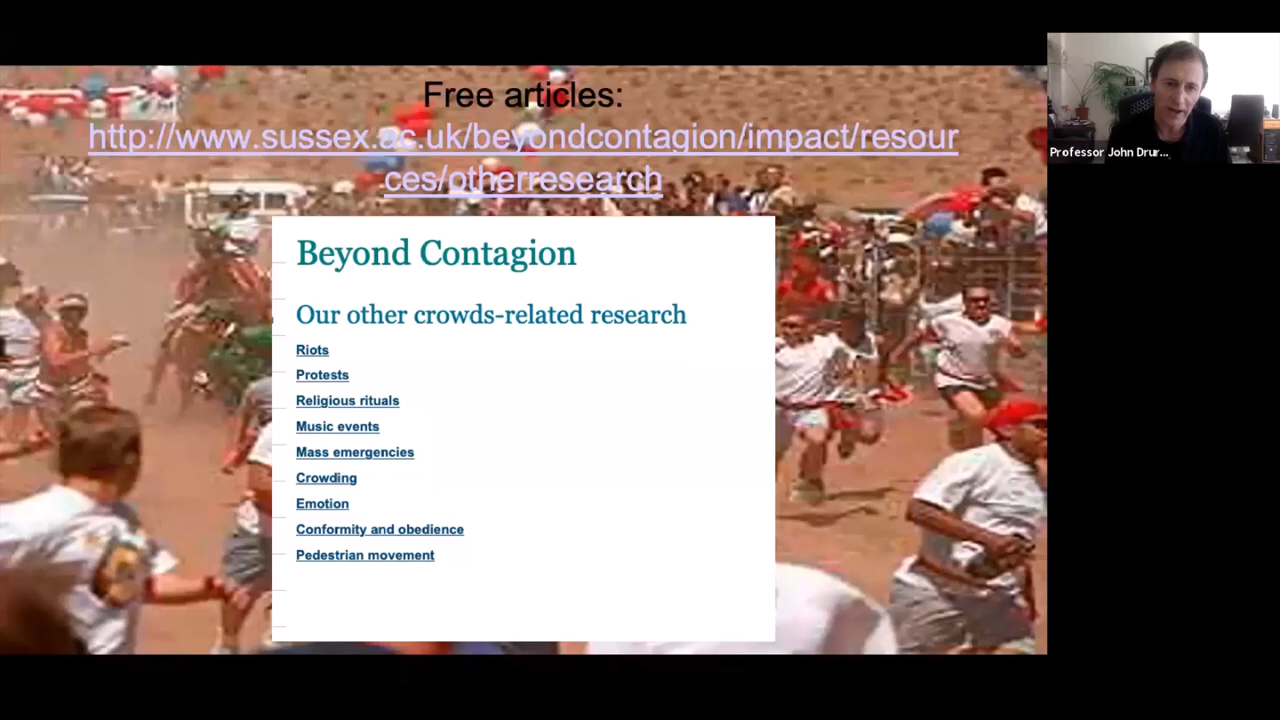 Free articles:
http://www.sussex.ac.uk/beyondcontagion/impact/resour
ces/otherresearch
Beyond Contagion
Our other crowds-related research
Riots
Protests
Religious rituals
Music events
Mass emergencies
Crowding
Emotion
Conformity and obedience
Pedestrian movement
Professor John Drur...